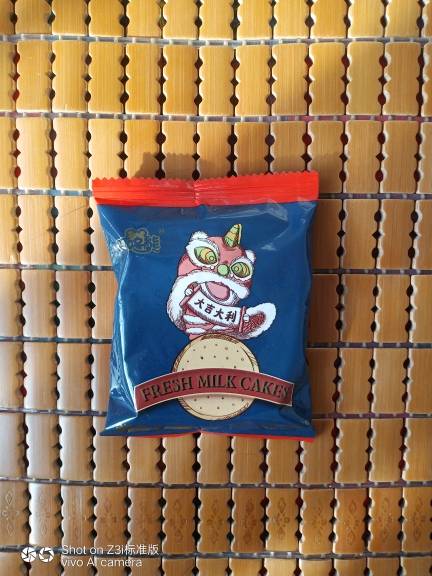 大吉大利
FRESH MILK CAKES
Shot on Z3i标准版
vivo AI camera